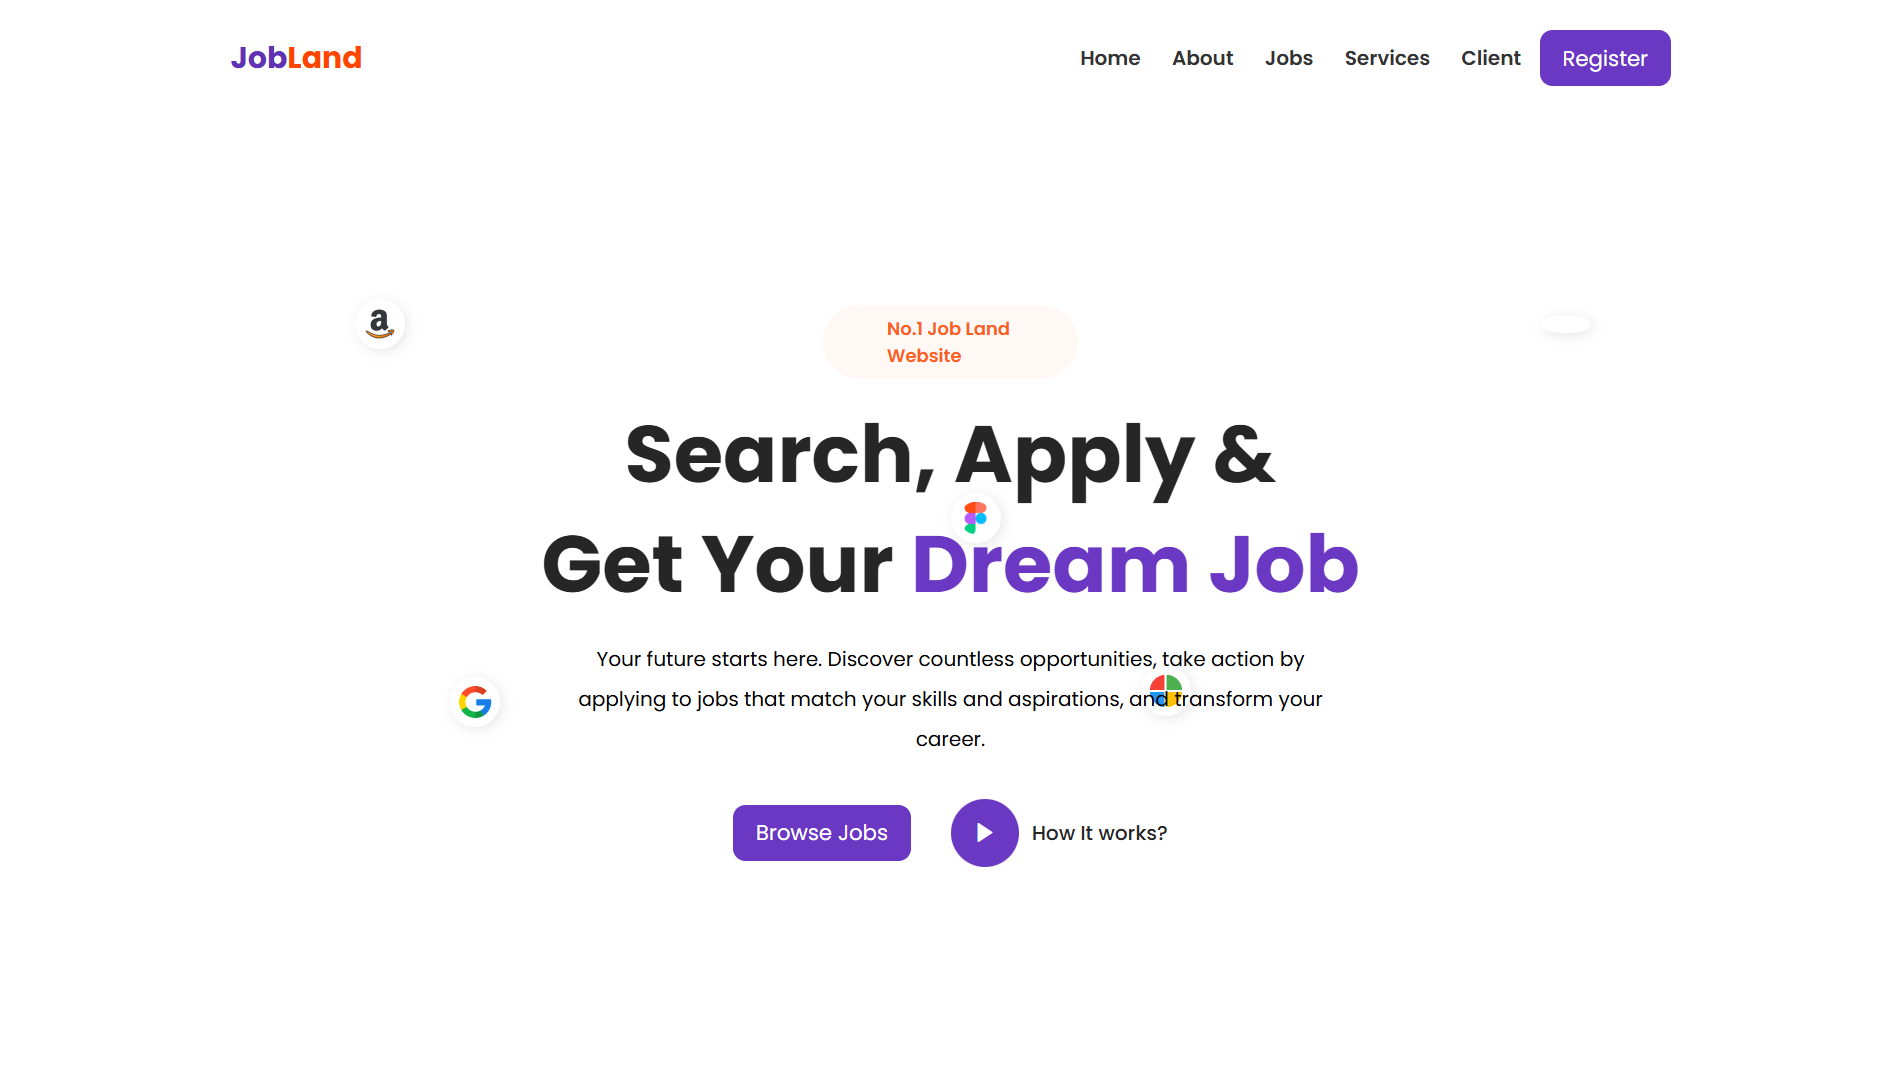 JobLand
Home About Jobs Services Client Register
No.1 Job Land
Website
Search, Apply &
Get Your Dream Job
Your future starts here. Discover countless opportunities, take action by
applying to jobs that match your skills and aspirations, and transform your
career.
Browse Jobs
How It works?